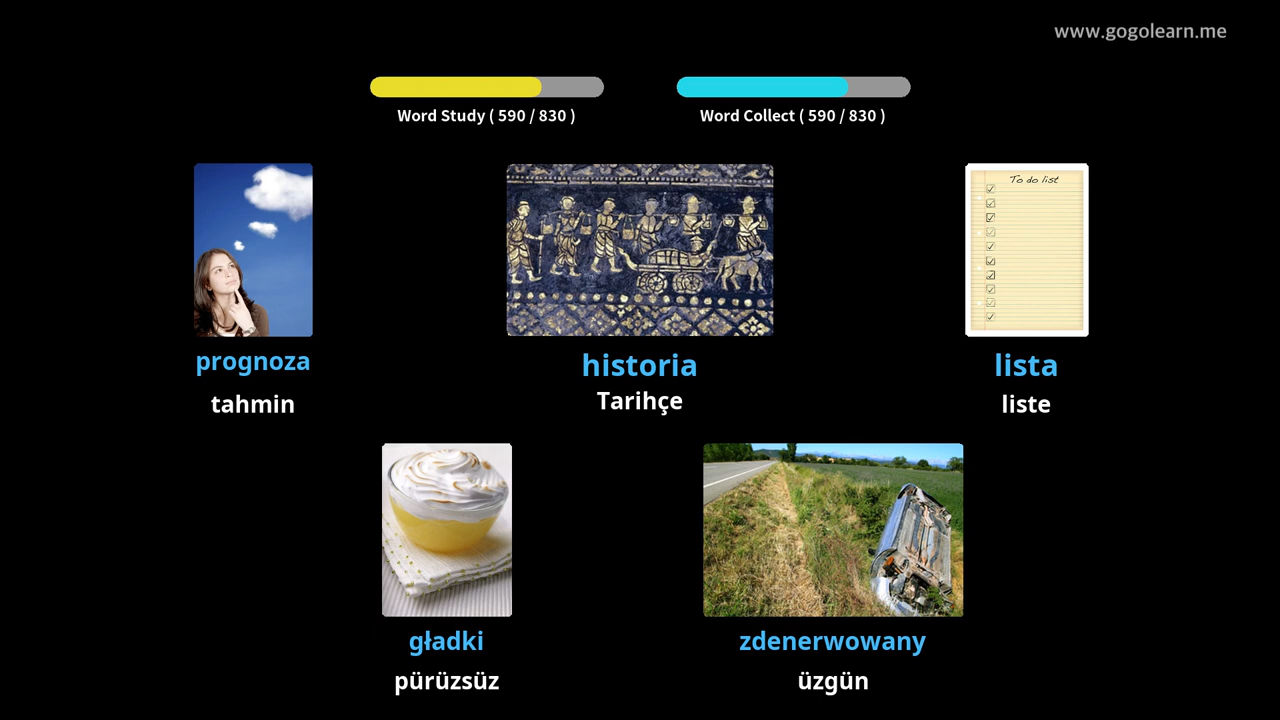 www.gogolearn.me
Word Study ( 590 / 830 )
Word Collect ( 590 / 830 )
To do list
prognoza
tahmin
historia
Tarihçe
lista
liste
gładki
pürüzsüz
zdenerwowany
üzgün